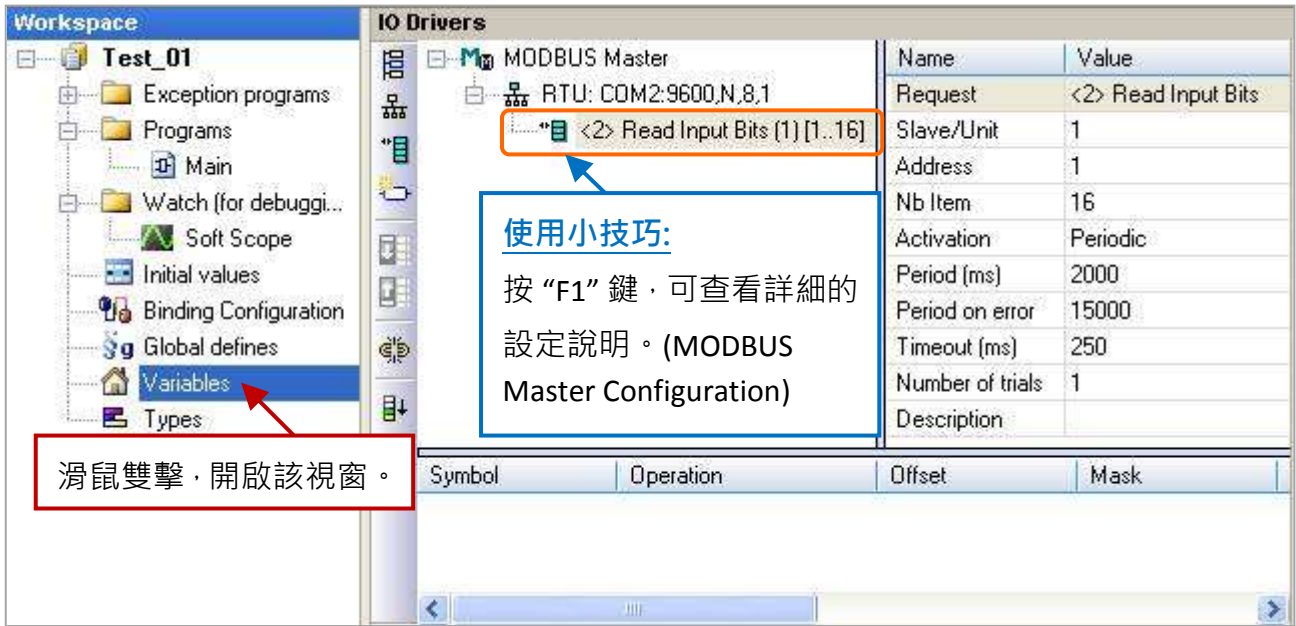 Workspace
Test_01
Exception programs
Programs
Main
Watch (for debuggi...
Soft Scope
Initial values
Binding Configuration
Global defines
Variables
Types
滑鼠雙擊，開啟該視窗。
IO Drivers
MODBUS Master
RTU: COM2:9600,N,8,1
<2> Read Input Bits (1) [1..16]
使用小技巧:
按 “F1” 鍵，可查看詳細的
設定說明。(MODBUS
Master Configuration)
Name Value
Request <2> Read Input Bits
Slave/Unit 1
Address 1
Nb Item 16
Activation Periodic
Period (ms) 2000
Period on error 15000
Timeout (ms) 250
Number of trials 1
Description
Symbol Operation Offset Mask